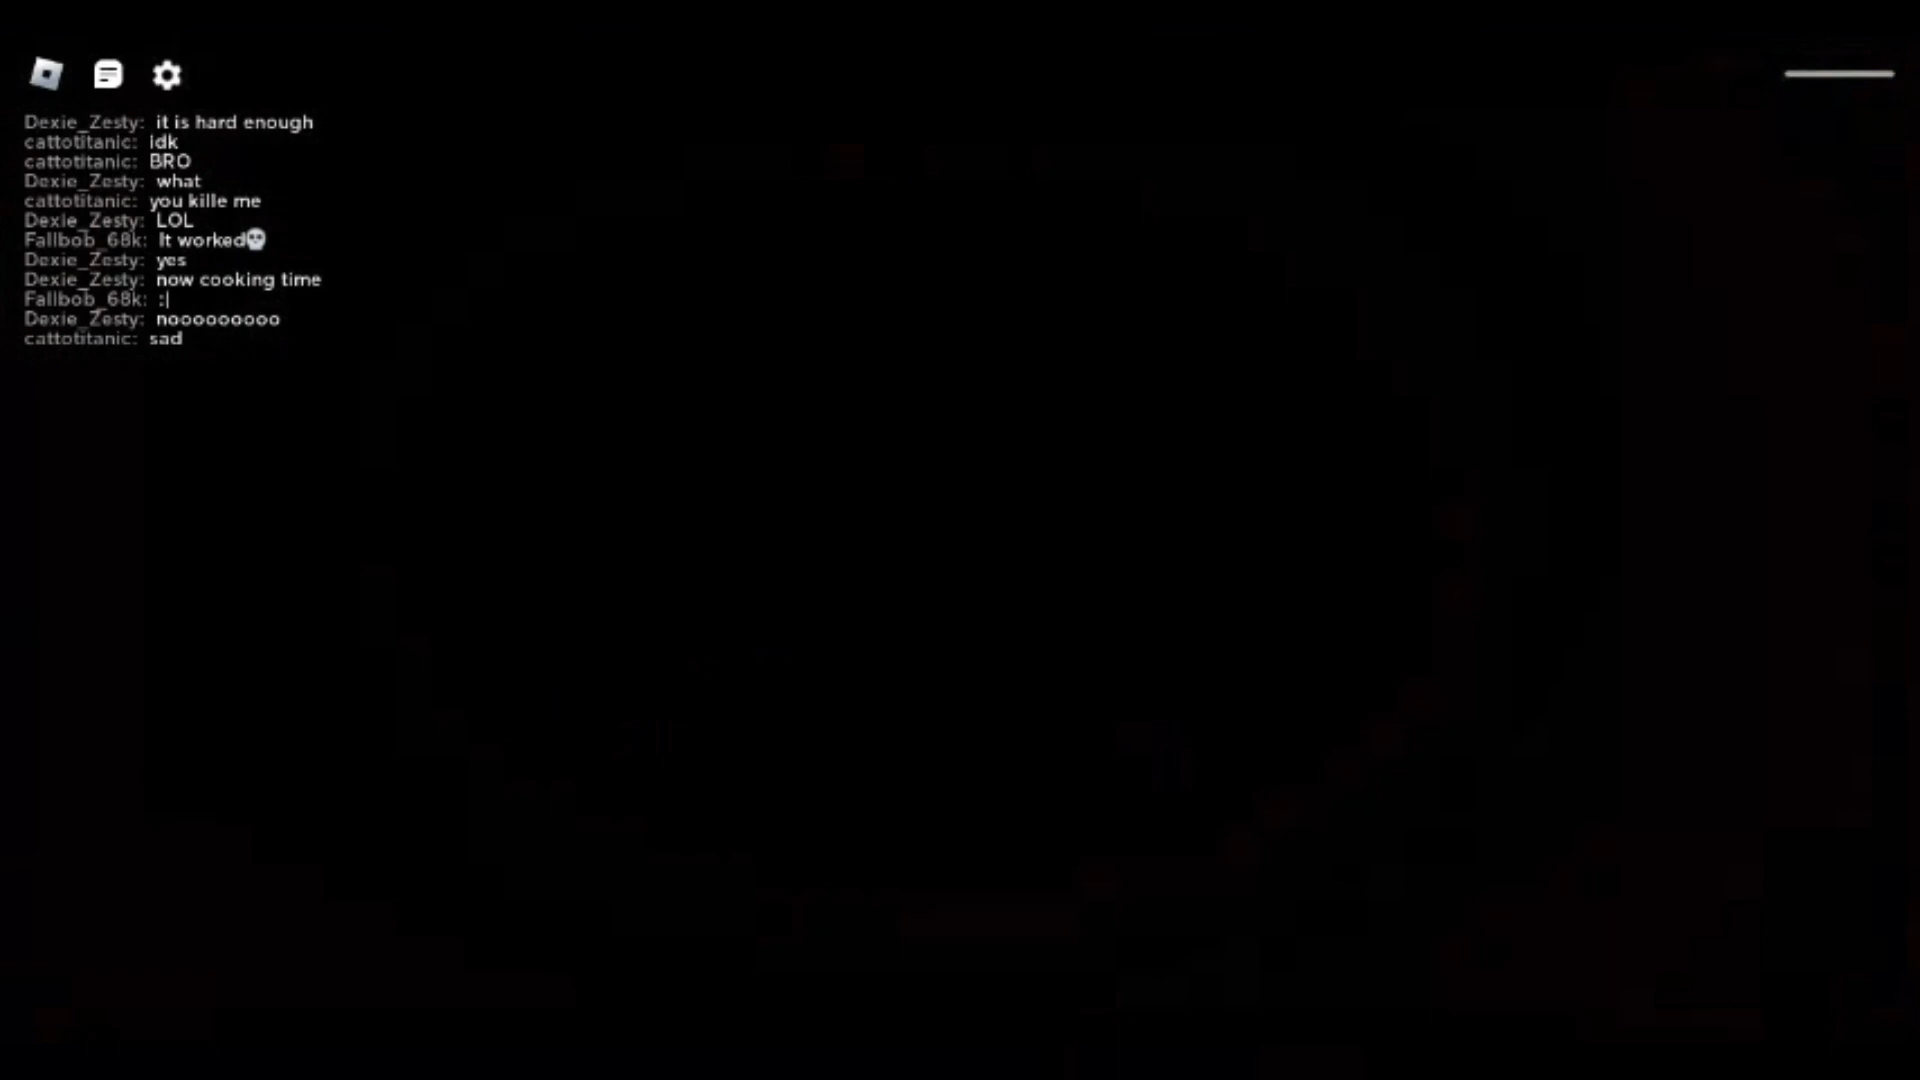 Dexie_Zesty: it is hard enough
cattotitanic: idk
cattotitanic: BRO
Dexie_Zesty: what
cattotitanic: you kille me
Dexie_Zesty: LOL
Fallbob_68k: It worked💀
Dexie_Zesty: yes
Dexie_Zesty: now cooking time
Fallbob_68k: :|
Dexie_Zesty: nooooooooo
cattotitanic: sad